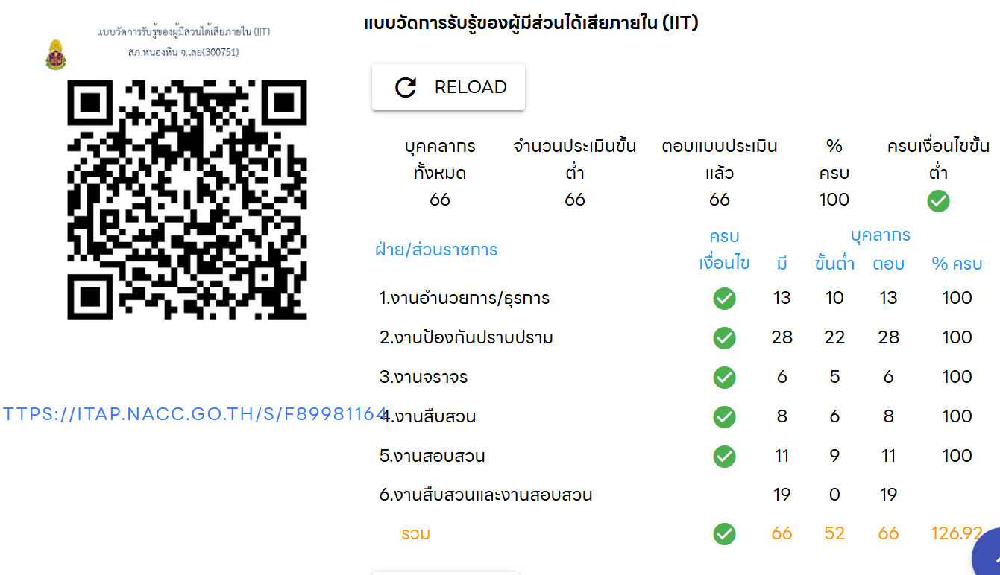 แบบวัดการรับรู้ของผู้มีส่วนได้เสียภายใน (IIT)
สภ.หนองหิน จ.เลย(300751)
TTPS://ITAP.NACC.GO.TH/S/F89981164
แบบวัดการรับรู้ของผู้มีส่วนได้เสียภายใน (IIT)
RELOAD
บุคคลากร จำนวนประเมินขั้น ตอบแบบประเมิน % ครบเงื่อนไขขั้น
ทั้งหมด ต่ำ แล้ว ครบ ต่ำ
66 66 66 100
ฝ่าย/ส่วนราชการ ครบ บุคลากร
เงื่อนไข มี ขั้นต่ำ ตอบ % ครบ
1.งานอำนวยการ/ธุรการ 13 10 13 100
2.งานป้องกันปราบปราม 28 22 28 100
3.งานจราจร 6 5 6 100
4.งานสืบสวน 8 6 8 100
5.งานสอบสวน 11 9 11 100
6.งานสืบสวนและงานสอบสวน 19 0 19
รวม 66 52 66 126.92